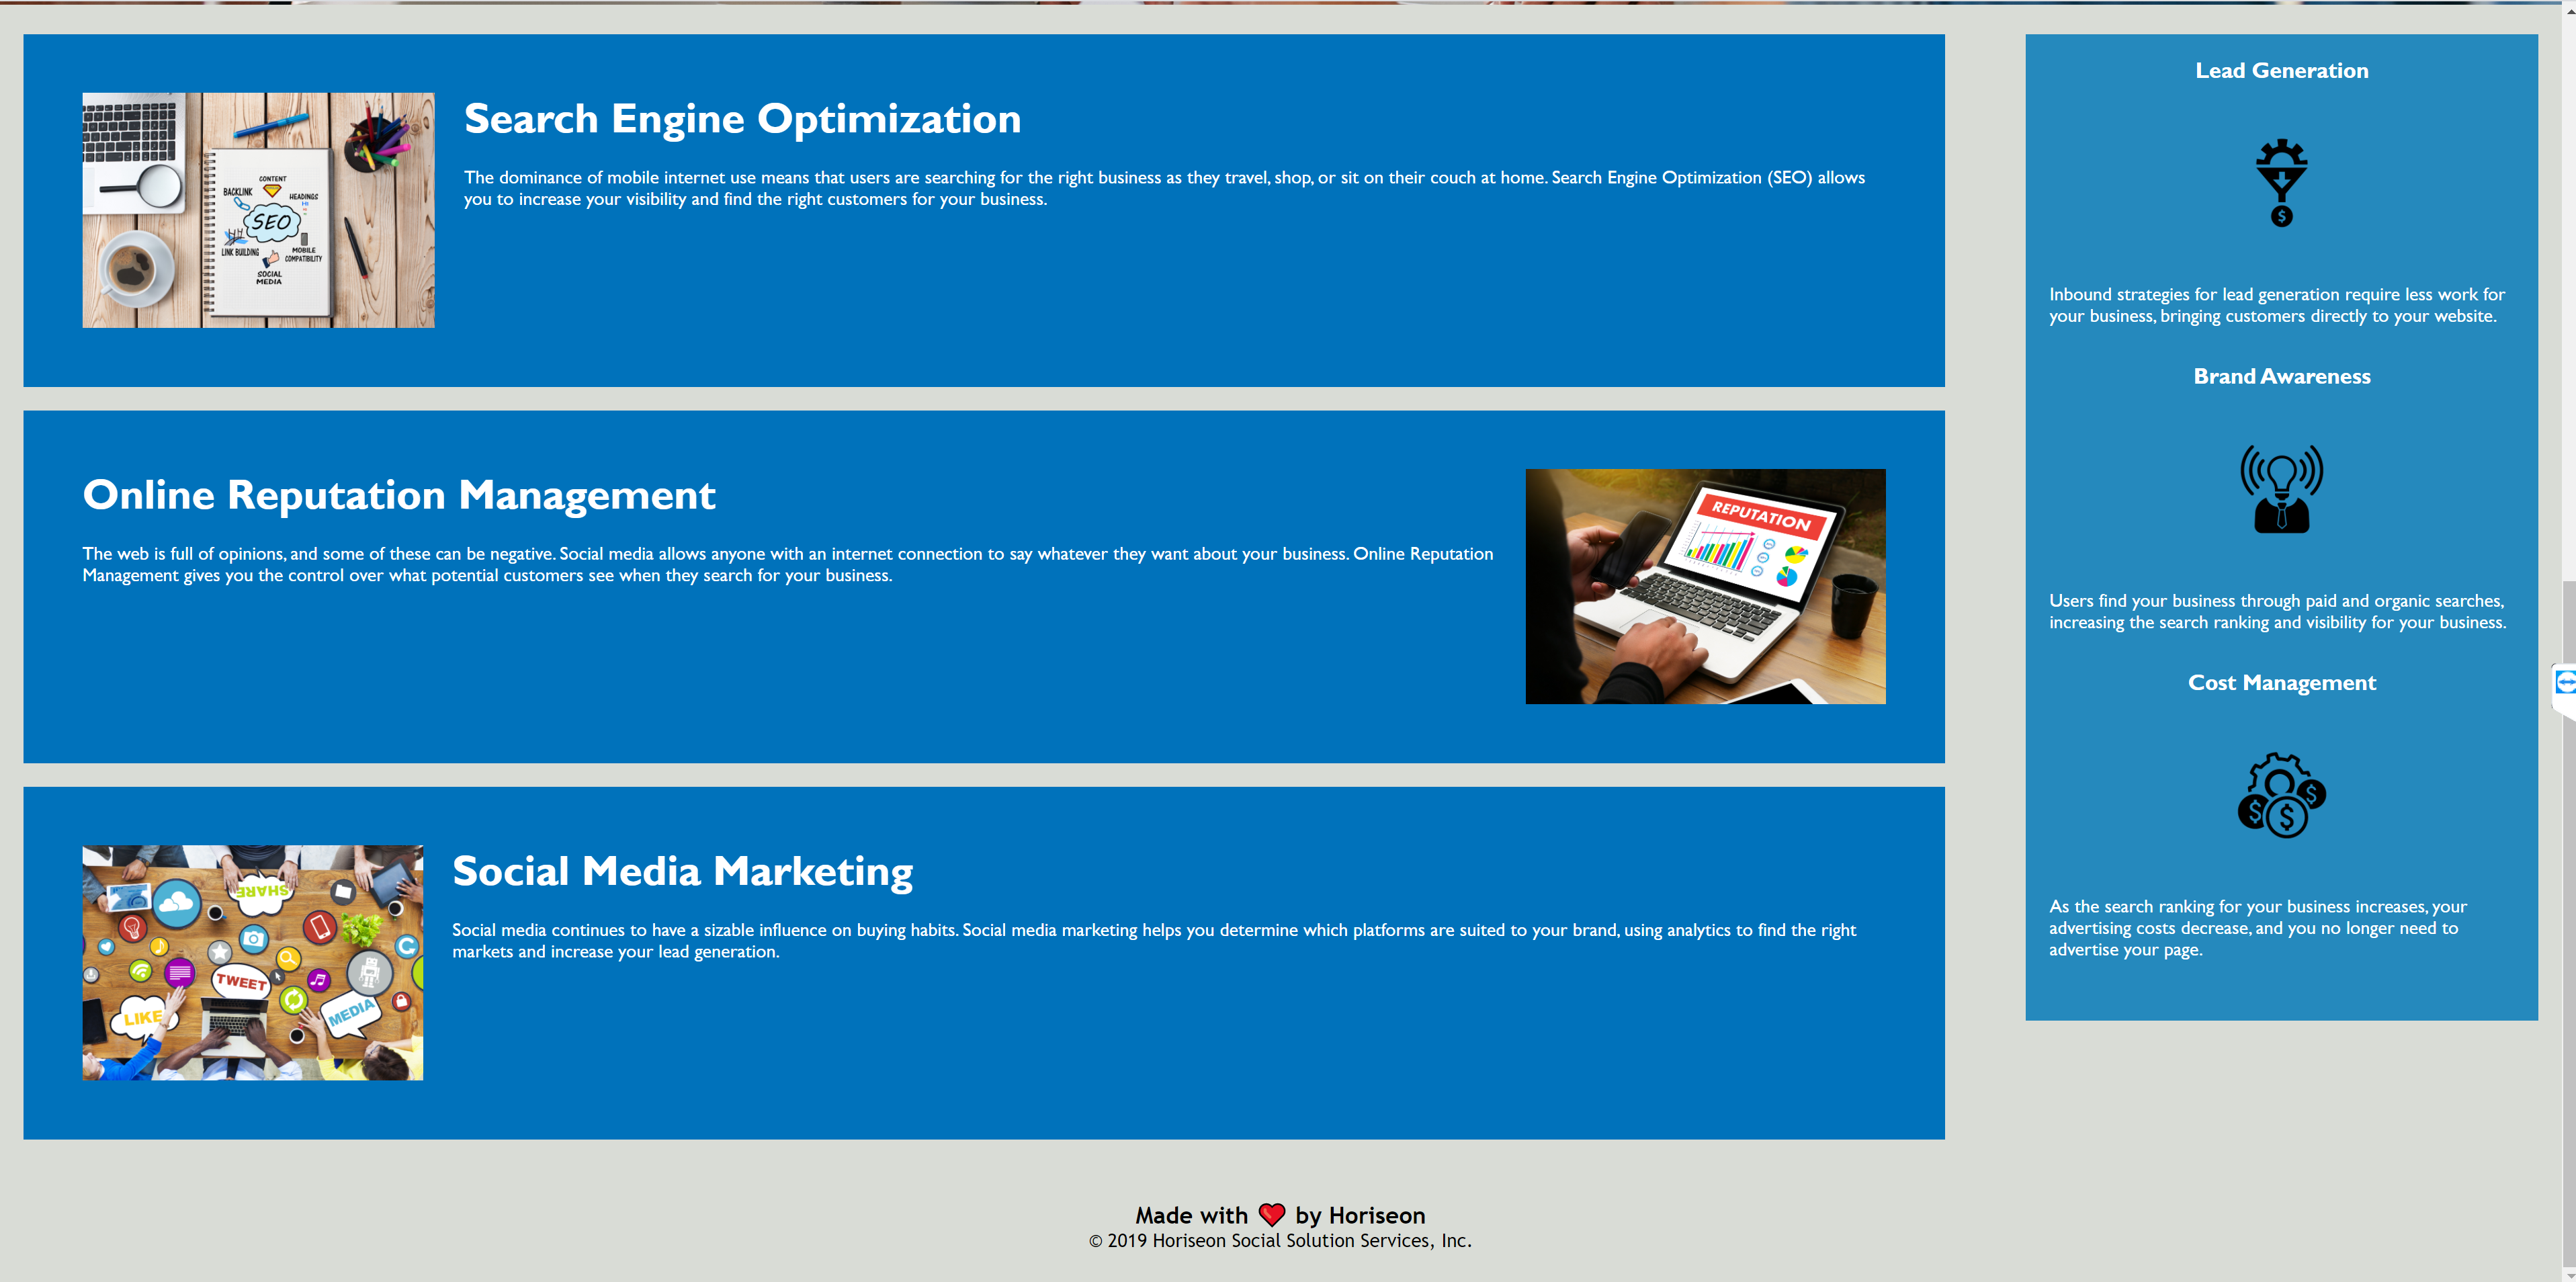 Search Engine Optimization
The dominance of mobile internet use means that users are searching for the right business as they travel, shop, or sit on their couch at home. Search Engine Optimization (SEO) allows
you to increase your visibility and find the right customers for your business.
CONTENT
BACKLINK
HEADINGS
SEO
LINK BUILDING
MOBILE
COMPATIBILITY
SOCIAL
MEDIA
Online Reputation Management
The web is full of opinions, and some of these can be negative. Social media allows anyone with an internet connection to say whatever they want about your business. Online Reputation
Management gives you the control over what potential customers see when they search for your business.
REPUTATION
Social Media Marketing
Social media continues to have a sizable influence on buying habits. Social media marketing helps you determine which platforms are suited to your brand, using analytics to find the right
markets and increase your lead generation.
SHARE
TWEET
LIKE
MEDIA
Lead Generation
$
Inbound strategies for lead generation require less work for
your business, bringing customers directly to your website.
Brand Awareness
Users find your business through paid and organic searches,
increasing the search ranking and visibility for your business.
Cost Management
$ $ $
As the search ranking for your business increases, your
advertising costs decrease, and you no longer need to
advertise your page.
Made with ❤️ by Horiseon
© 2019 Horiseon Social Solution Services, Inc.